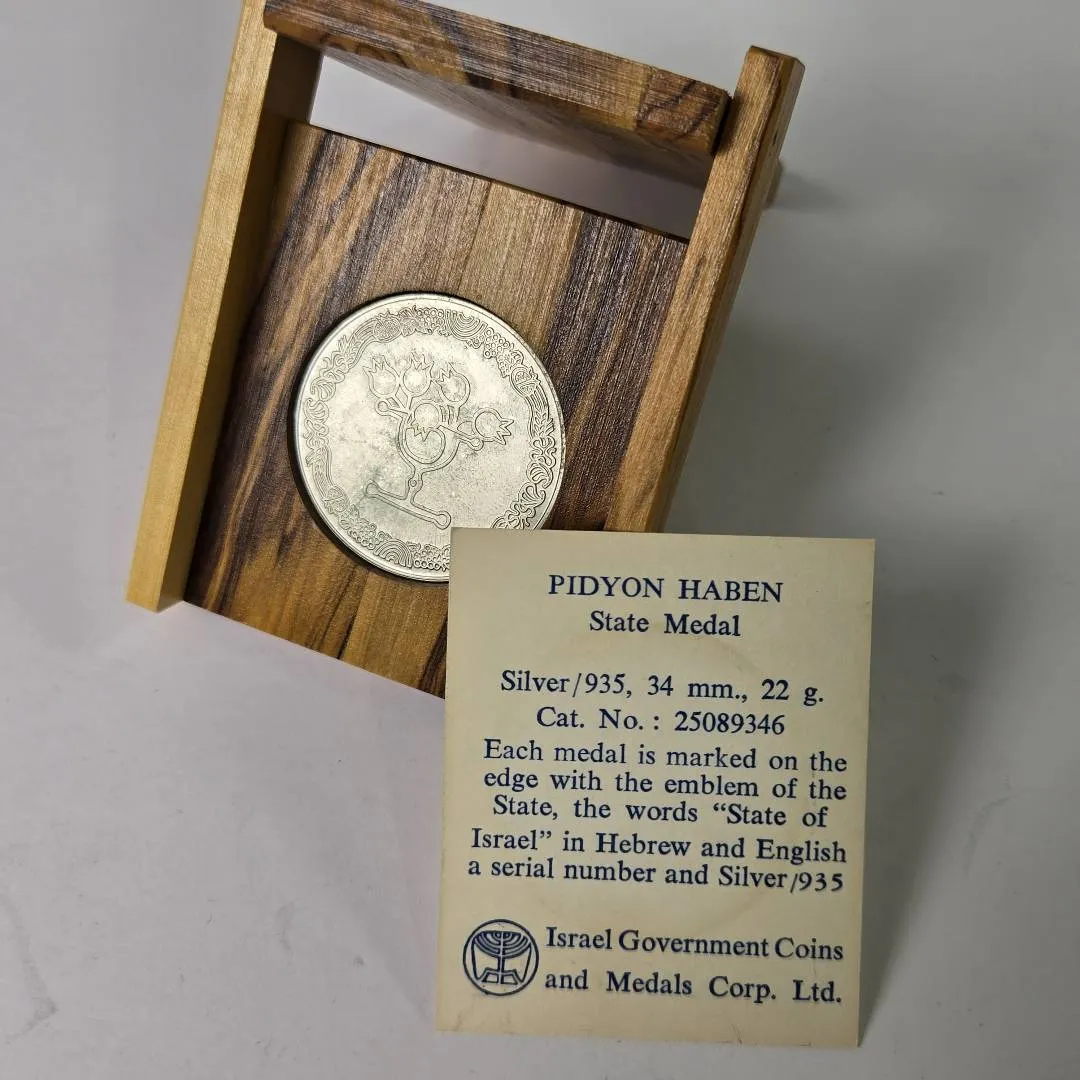 PIDYON HABEN
State Medal
Silver/935, 34 mm., 22 g.
Cat. No.: 25089346
Each medal is marked on the
edge with the emblem of the
State, the words “State of
Israel” in Hebrew and English
a serial number and Silver/935
Israel Government Coins
and Medals Corp. Ltd.